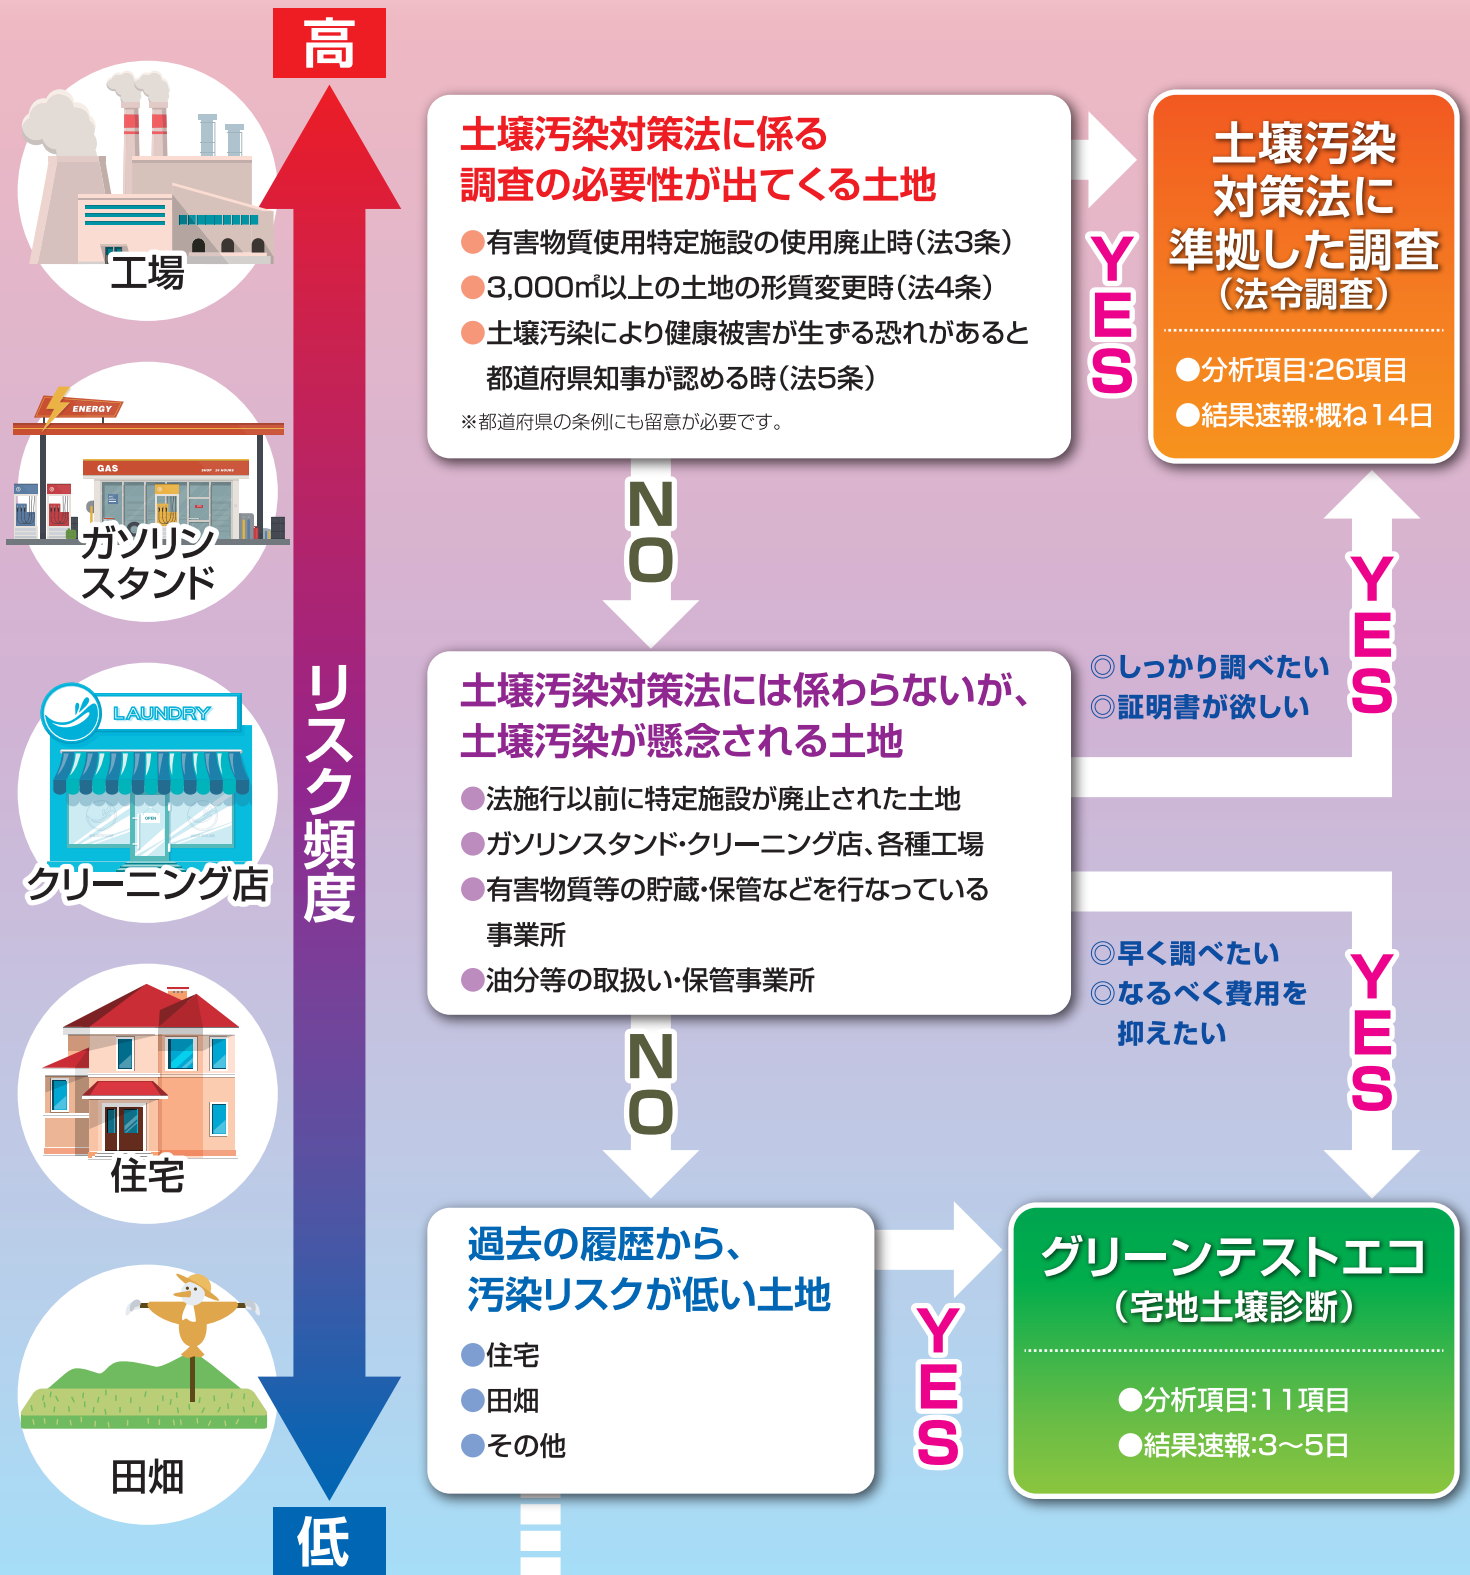 高
工場
ENERGY
GAS
SHOP 24 HOURS
ガソリン
スタンド
LAUNDRY
OPEN
クリーニング店
住宅
田畑
リスク頻度
低
土壌汚染対策法に係る
調査の必要性が出てくる土地
●有害物質使用特定施設の使用廃止時(法3条)
●3,000㎡以上の土地の形質変更時(法4条)
●土壌汚染により健康被害が生ずる恐れがあると
都道府県知事が認める時(法5条)
※都道府県の条例にも留意が必要です。
YES
土壌汚染
対策法に
準拠した調査
(法令調査)
●分析項目:26項目
●結果速報:概ね14日
NO
土壌汚染対策法には係わらないが、
土壌汚染が懸念される土地
●法施行以前に特定施設が廃止された土地
●ガソリンスタンド・クリーニング店、各種工場
●有害物質等の貯蔵・保管などを行なっている
事業所
●油分等の取扱い・保管事業所
◎しっかり調べたい
◎証明書が欲しい
YES
◎早く調べたい
◎なるべく費用を
抑えたい
YES
NO
過去の履歴から、
汚染リスクが低い土地
●住宅
●田畑
●その他
YES
グリーンテストエコ
(宅地土壌診断)
●分析項目:11項目
●結果速報:3〜5日